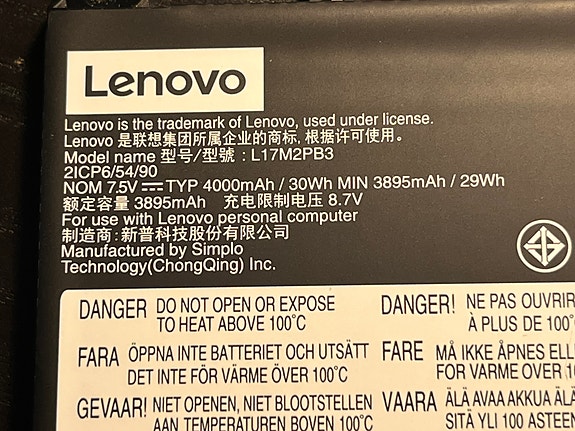 Lenovo
Lenovo is the trademark of Lenovo, used under license.
Lenovo 是联想集团所属企业的商标, 根据许可使用。
Model name 型号/型號 : L17M2PB3
2ICP6/54/90
NOM 7.5V TYP 4000mAh / 30Wh MIN 3895mAh / 29Wh
额定容量 3895mAh 充电限制电压 8.7V
For use with Lenovo personal computer
制造商:新普科技股份有限公司
Manufactured by Simplo
Technology(ChongQing) Inc.
DANGER DO NOT OPEN OR EXPOSE
TO HEAT ABOVE 100°C
DANGER! NE PAS OUVRIR
À PLUS DE 100°
FARA ÖPPNA INTE BATTERIET OCH UTSÄTT
DET INTE FÖR VÄRME ÖVER 100°C
FARE MÅ IKKE ÅPNES ELL
FOR VARME OVER 1
GEVAAR! NIET OPENEN, NIET BLOOTSTELLEN
AAN TEMPERATUREN BOVEN 100°C
VAARA ÄLÄ AVAA AKKUA ÄLÄ
SITÄ YLI 100 ASTEEN